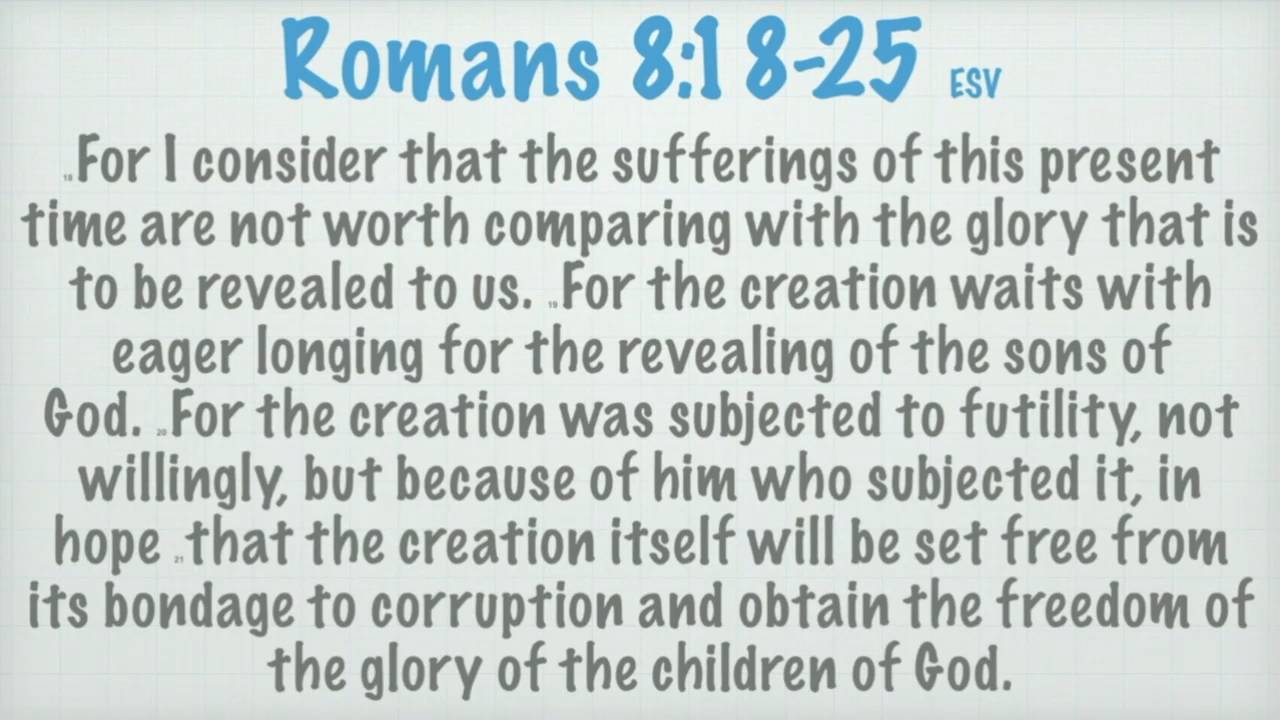 Romans 8:18-25 ESV
18 For I consider that the sufferings of this present
time are not worth comparing with the glory that is
to be revealed to us. 19 For the creation waits with
eager longing for the revealing of the sons of
God. 20 For the creation was subjected to futility, not
willingly, but because of him who subjected it, in
hope 21 that the creation itself will be set free from
its bondage to corruption and obtain the freedom of
the glory of the children of God.